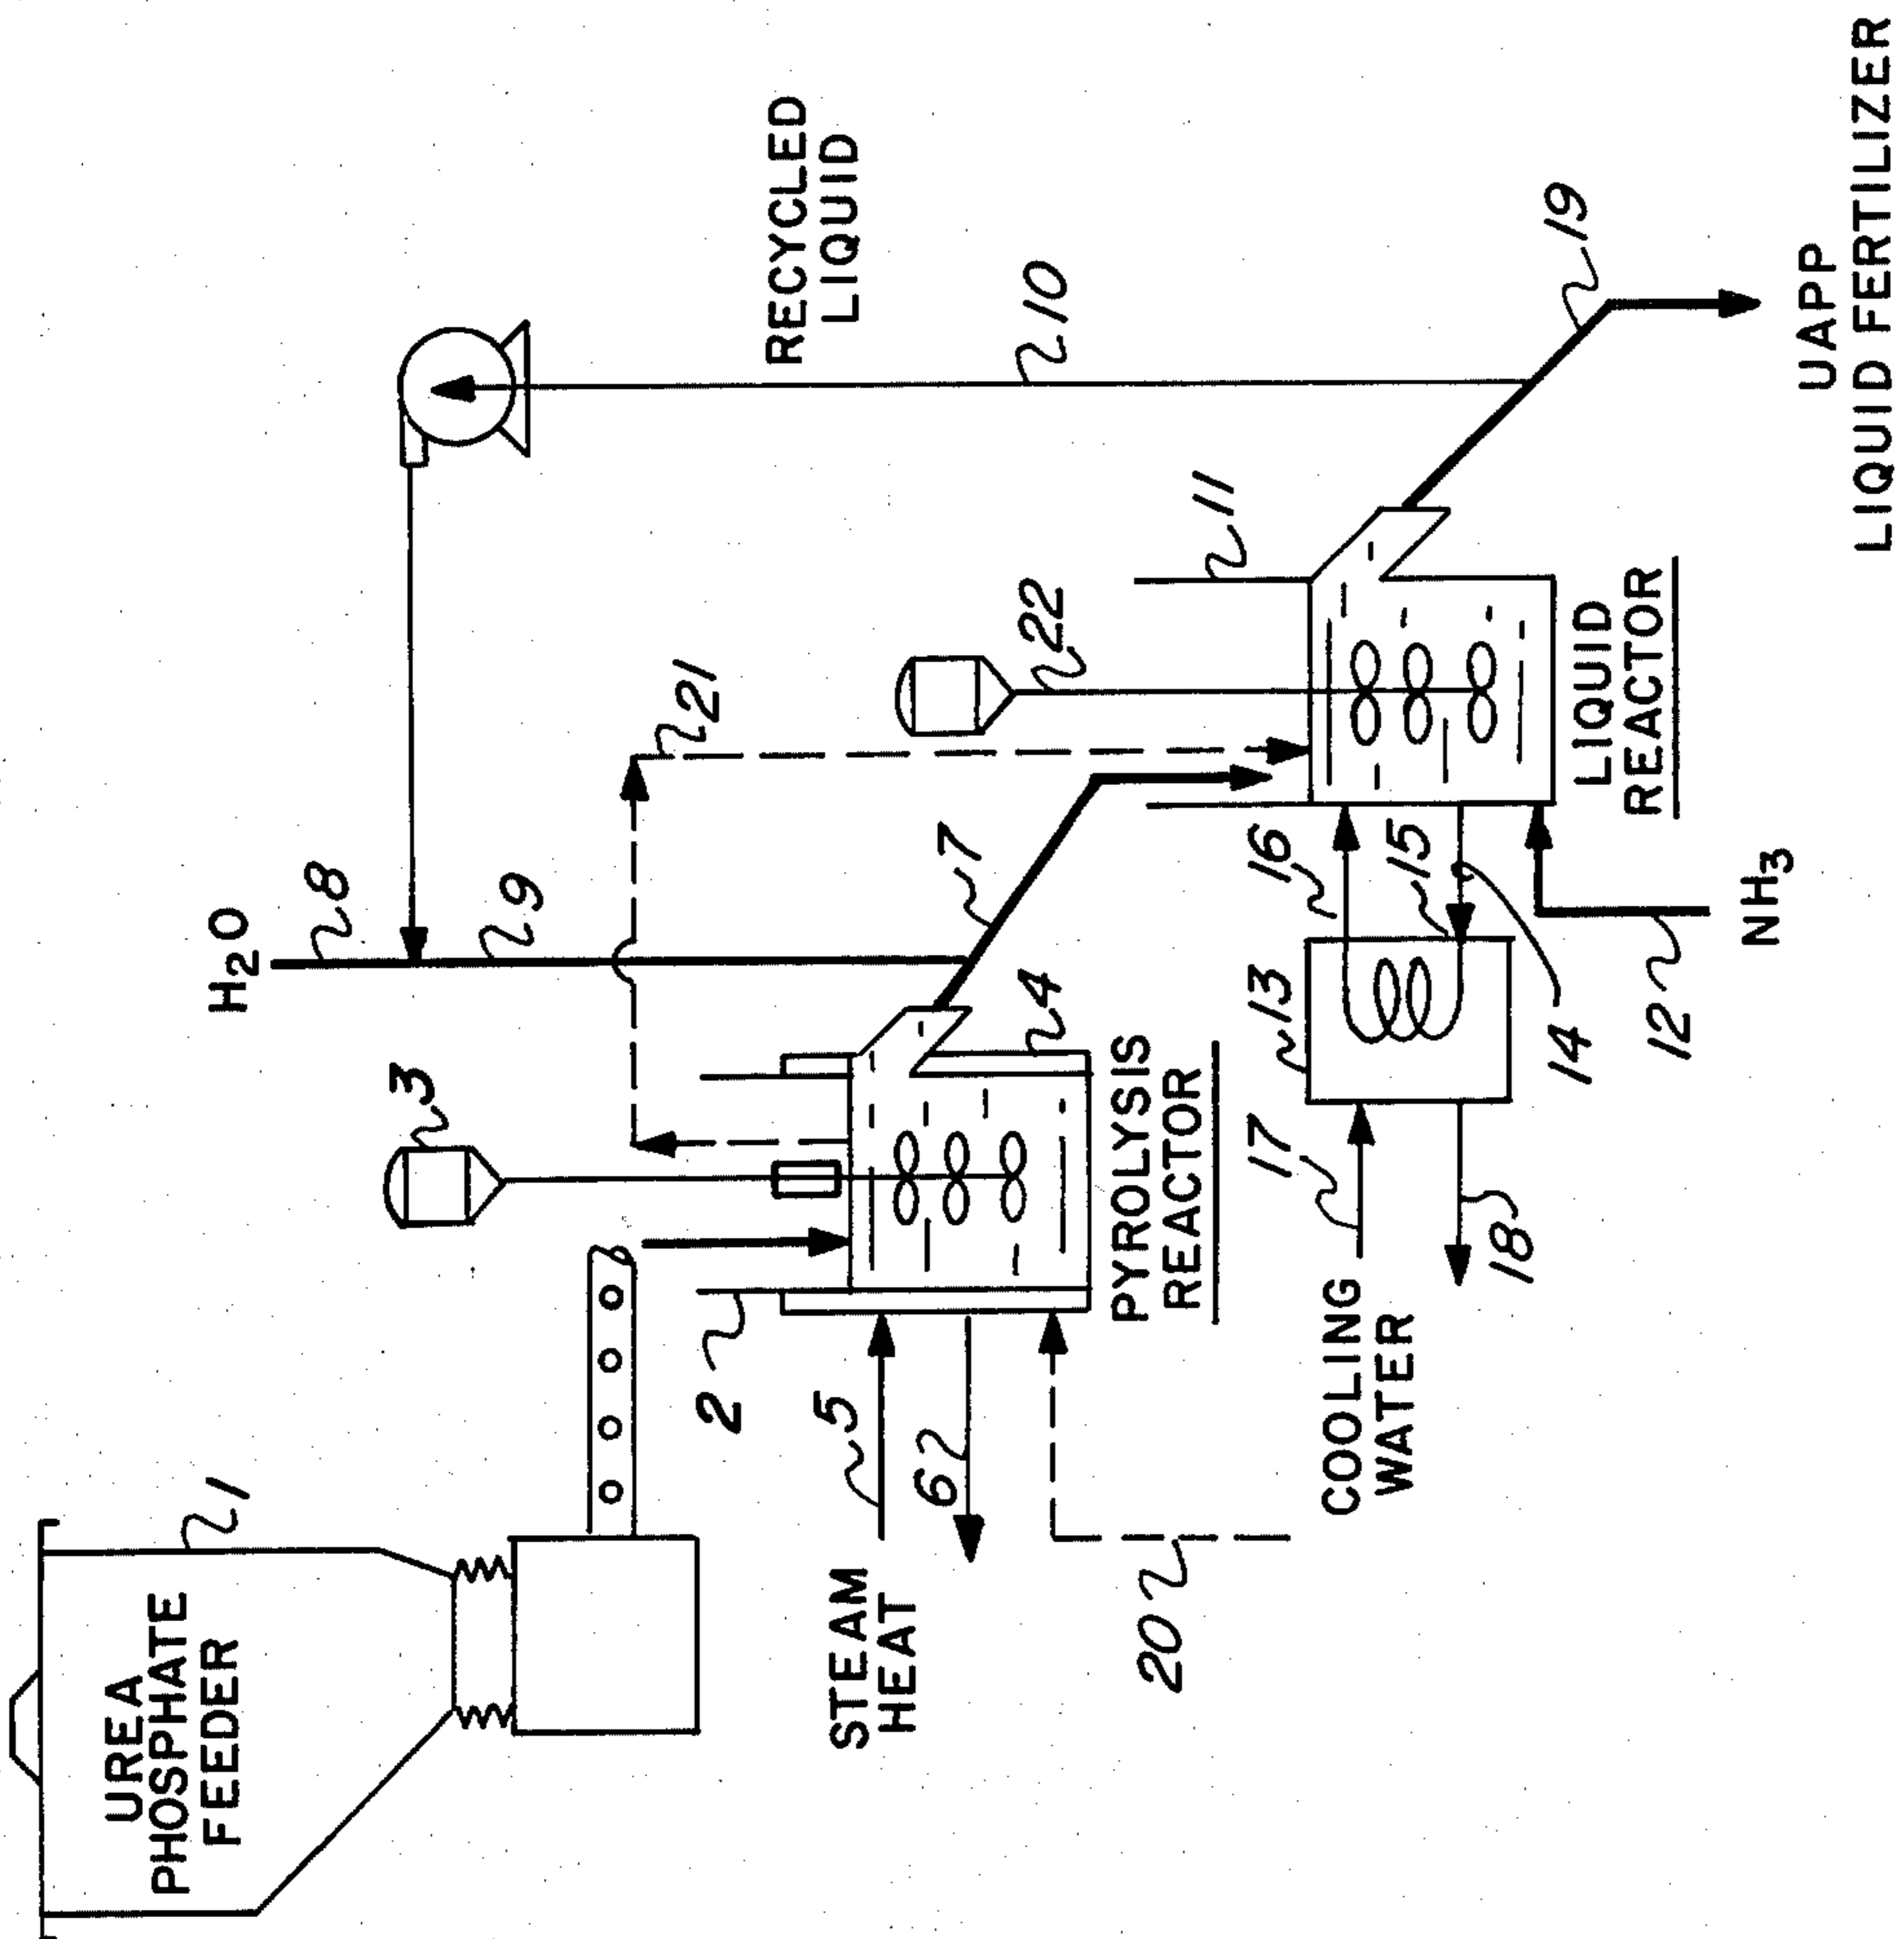 UREA
PHOSPHATE
FEEDER
1
H2O
8
9
3
RECYCLED
LIQUID
10
21
22
11
7
4
2
5
6
STEAM
HEAT
20
PYROLYSIS
REACTOR
16
15
13
14
17
18
COOLING
WATER
12
NH3
LIQUID
REACTOR
19
UAPP
LIQUID FERTILIZER